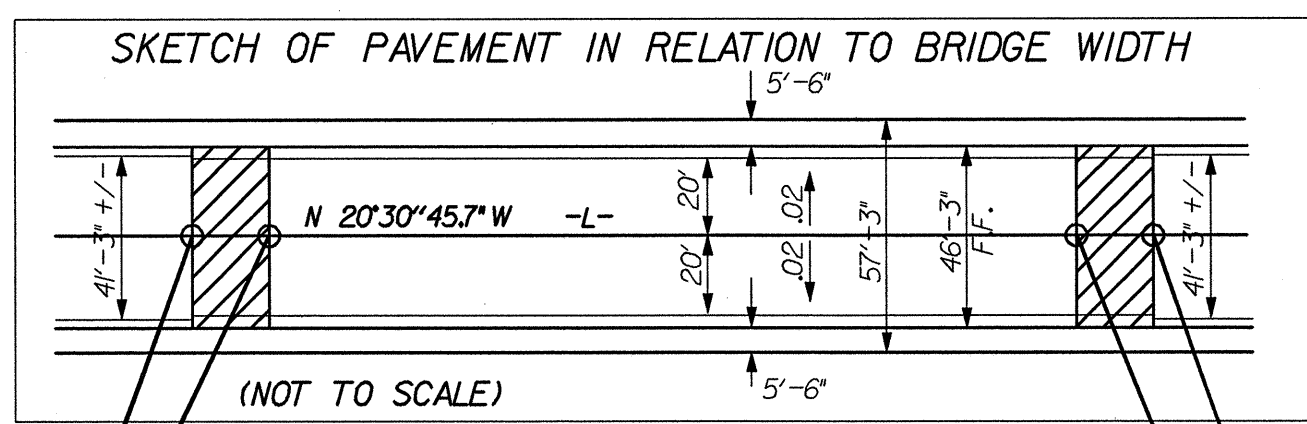 SKETCH OF PAVEMENT IN RELATION TO BRIDGE WIDTH
5'-6"
41'-3" +/-
N 20°30'45.7" W -L-
20'
20'
.02
.02
57'-3"
46'-3"
F.F.
41'-3" +/-
(NOT TO SCALE)
5'-6"